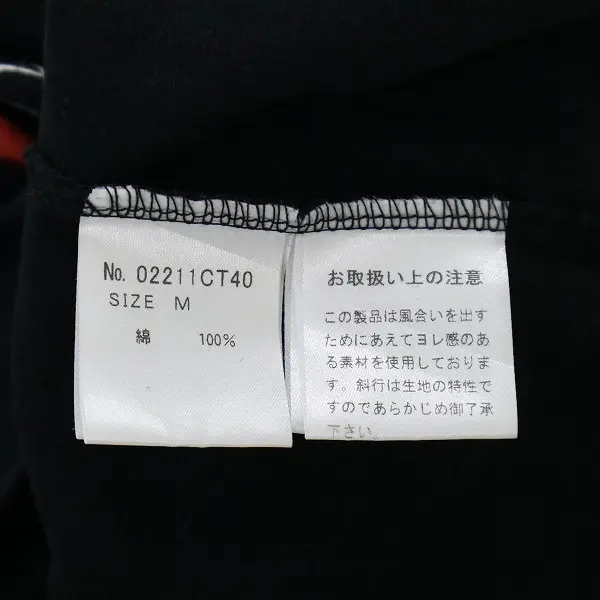 No. 02211CT40
SIZE M
綿 100%
お取扱い上の注意
この製品は風合いを出す
ためにあえてヨレ感のあ
る素材を使用しておりま
す。斜行は生地の特性で
すのであらかじめ御了承
下さい。